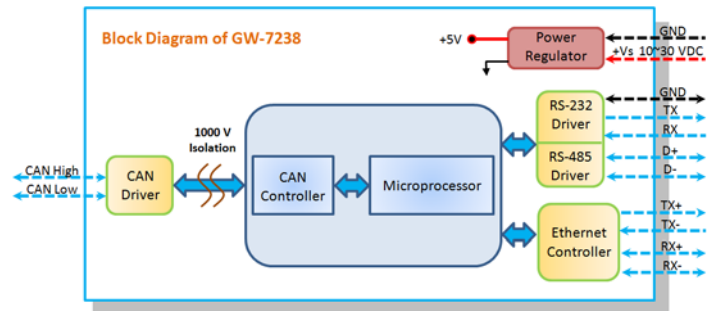 Block Diagram of GW-7238
+5V
Power
Regulator
GND
+Vs 10~30 VDC
1000 V
Isolation
CAN High
CAN Low
CAN
Driver
CAN
Controller
Microprocessor
RS-232
Driver
RS-485
Driver
GND
TX
RX
D+
D-
Ethernet
Controller
TX+
TX-
RX+
RX-